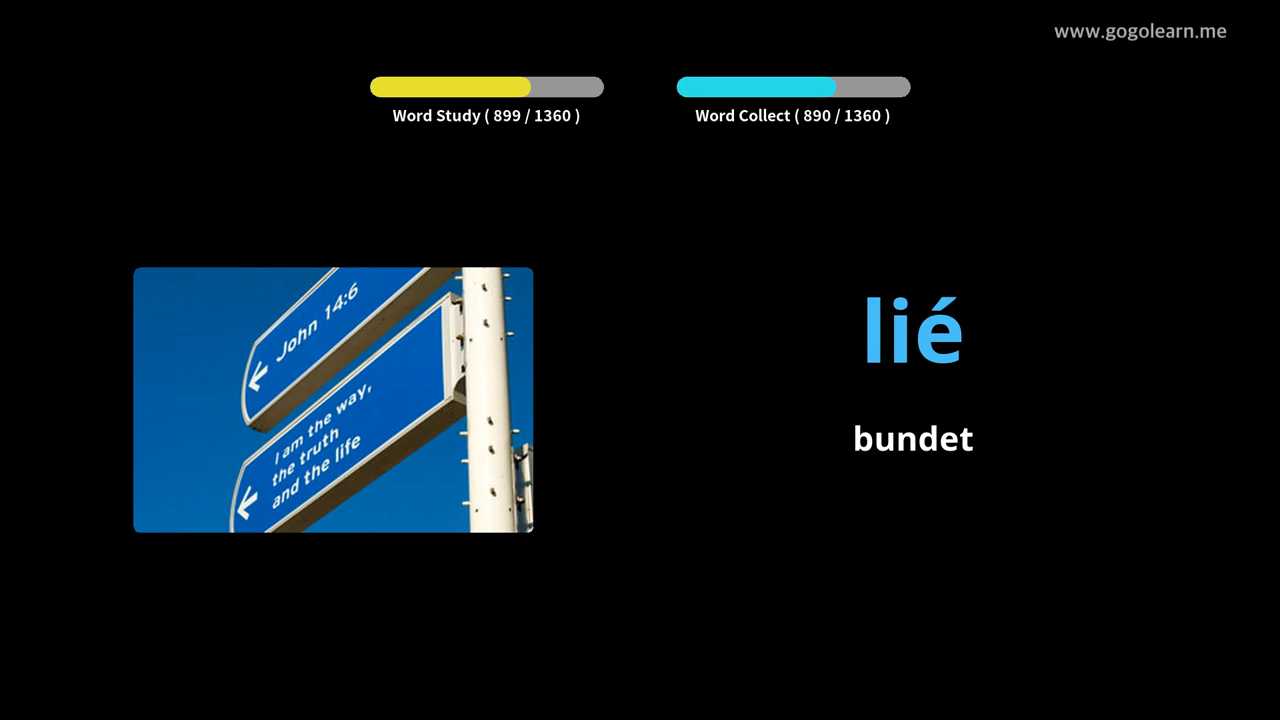 www.gogolearn.me
Word Study ( 899 / 1360 )
Word Collect ( 890 / 1360 )
John 14:6
I am the way,
the truth
and the life
lié
bundet